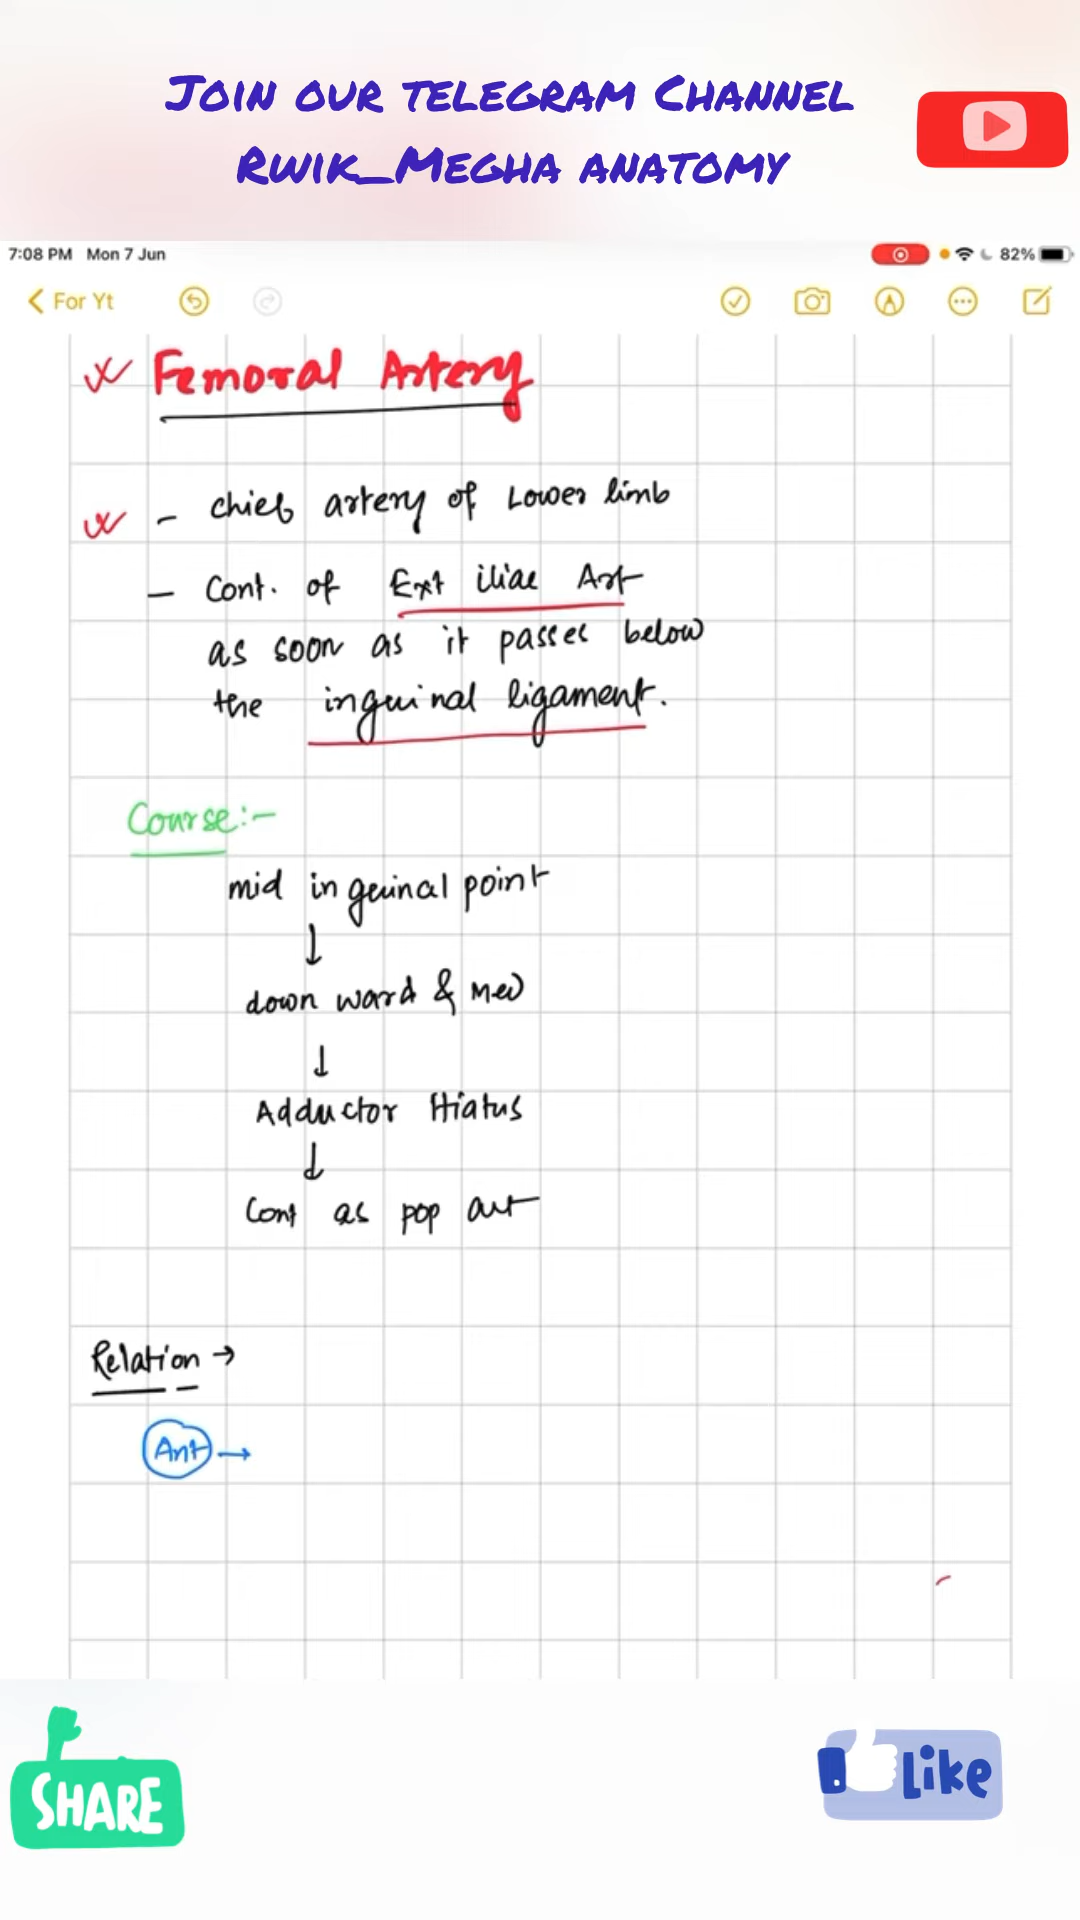 JOIN OUR TELEGRAM CHANNEL
RWIK_MEGHA ANATOMY
7:08 PM Mon 7 Jun
82%
For Yt
Femoral Artery
- chief artery of Lower limb
- Cont. of Ext iliac Art
as soon as it passes below
the inguinal ligament.
Course:-
mid inguinal point
↓
down ward & Med
↓
Adductor Hiatus
↓
Cont as pop art
Relation →
Ant →
SHARE
Like